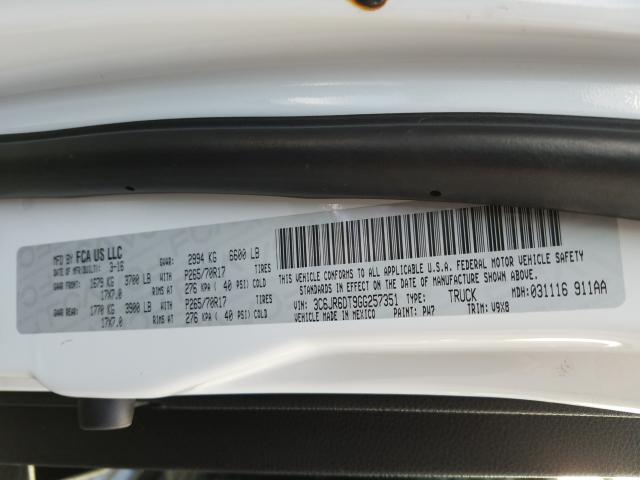 MFD BY FCA US LLC
DATE OF MFR(BUILT): 3-16 GVWR: 2994 KG 6600 LB
GAWR FRONT: 1679 KG 3700 LB WITH P265/70R17 TIRES
17X7.0 RIMS AT 276 KPA ( 40 PSI) COLD
GAWR REAR: 1770 KG 3900 LB WITH P265/70R17 TIRES
17X7.0 RIMS AT 276 KPA ( 40 PSI) COLD
THIS VEHICLE CONFORMS TO ALL APPLICABLE U.S.A. FEDERAL MOTOR VEHICLE SAFETY
STANDARDS IN EFFECT ON THE DATE OF MANUFACTURE SHOWN ABOVE.
VIN: 3C6JR6DT9GG257351 TYPE: TRUCK MDH: 031116 911AA
VEHICLE MADE IN MEXICO PAINT: PW7 TRIM: V9X8